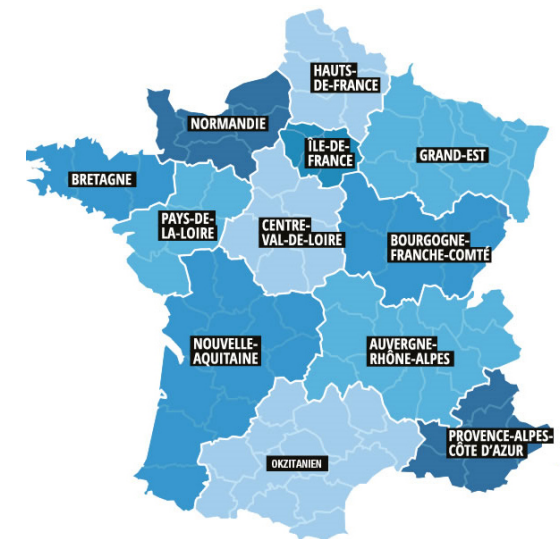 HAUTS-
DE-FRANCE
NORMANDIE
ÎLE-DE-
FRANCE
GRAND-EST
BRETAGNE
PAYS-DE-
LA-LOIRE
CENTRE-
VAL-DE-LOIRE
BOURGOGNE-
FRANCHE-COMTÉ
NOUVELLE-
AQUITAINE
AUVERGNE-
RHÔNE-ALPES
PROVENCE-ALPES-
CÔTE D'AZUR
OKZITANIEN